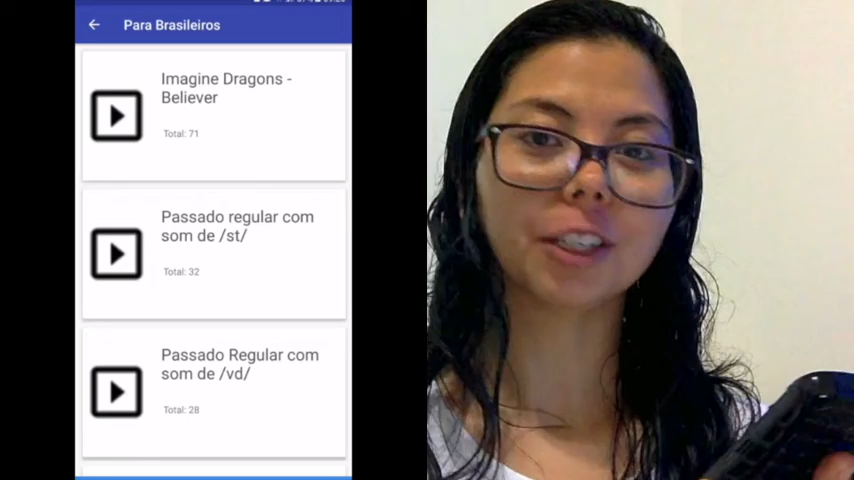 Para Brasileiros
Imagine Dragons -
Believer
Total: 71
Passado regular com
som de /st/
Total: 32
Passado Regular com
som de /vd/
Total: 28